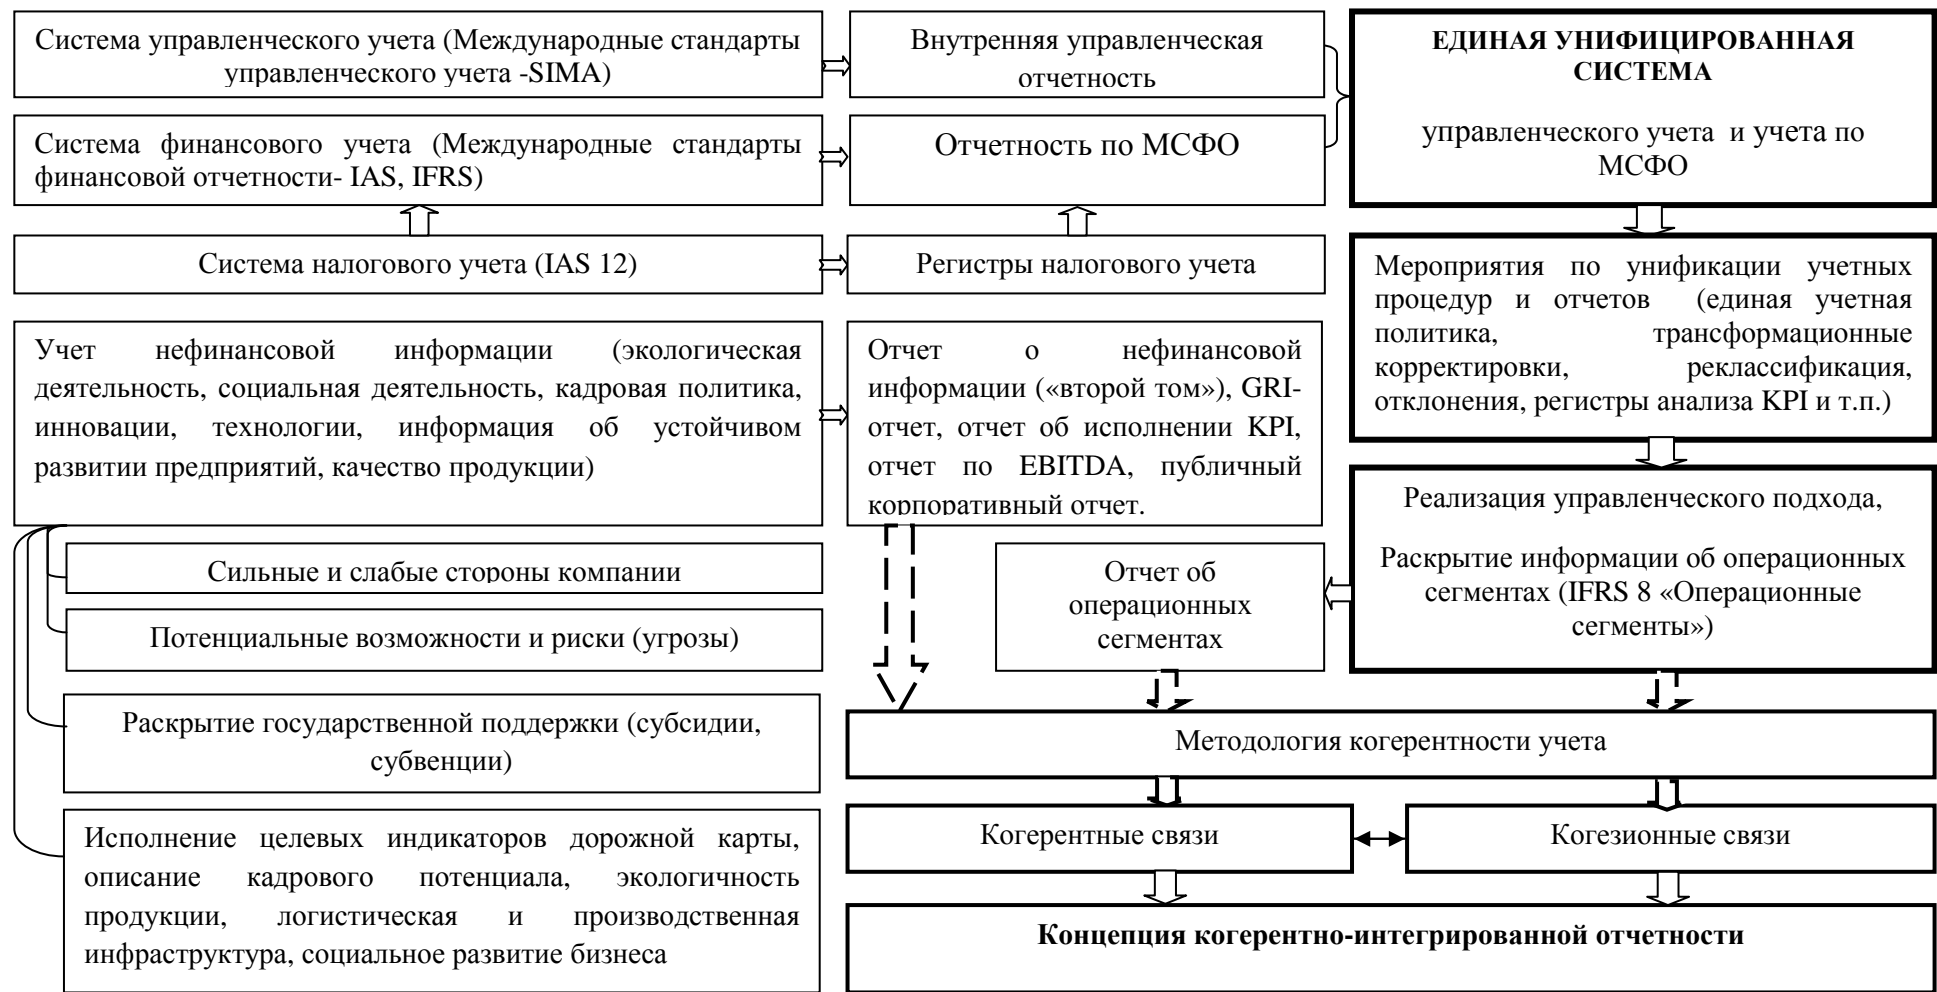 Система управленческого учета (Международные стандарты
управленческого учета -SIMA)
Внутренняя управленческая
отчетность
ЕДИНАЯ УНИФИЦИРОВАННАЯ
СИСТЕМА
управленческого учета и учета по
МСФО
Система финансового учета (Международные стандарты
финансовой отчетности- IAS, IFRS)
Отчетность по МСФО
Система налогового учета (IAS 12)
Регистры налогового учета
Мероприятия по унификации учетных
процедур и отчетов (единая учетная
политика, трансформационные
корректировки, реклассификация,
отклонения, регистры анализа KPI и т.п.)
Учет нефинансовой информации (экологическая
деятельность, социальная деятельность, кадровая политика,
инновации, технологии, информация об устойчивом
развитии предприятий, качество продукции)
Отчет о нефинансовой
информации («второй том»), GRI-
отчет, отчет об исполнении KPI,
отчет по EBITDA, публичный
корпоративный отчет.
Реализация управленческого подхода,
Раскрытие информации об операционных
сегментах (IFRS 8 «Операционные
сегменты»)
Сильные и слабые стороны компании
Отчет об
операционных
сегментах
Потенциальные возможности и риски (угрозы)
Раскрытие государственной поддержки (субсидии,
субвенции)
Методология когерентности учета
Исполнение целевых индикаторов дорожной карты,
описание кадрового потенциала, экологичность
продукции, логистическая и производственная
инфраструктура, социальное развитие бизнеса
Когерентные связи
Когезионные связи
Концепция когерентно-интегрированной отчетности